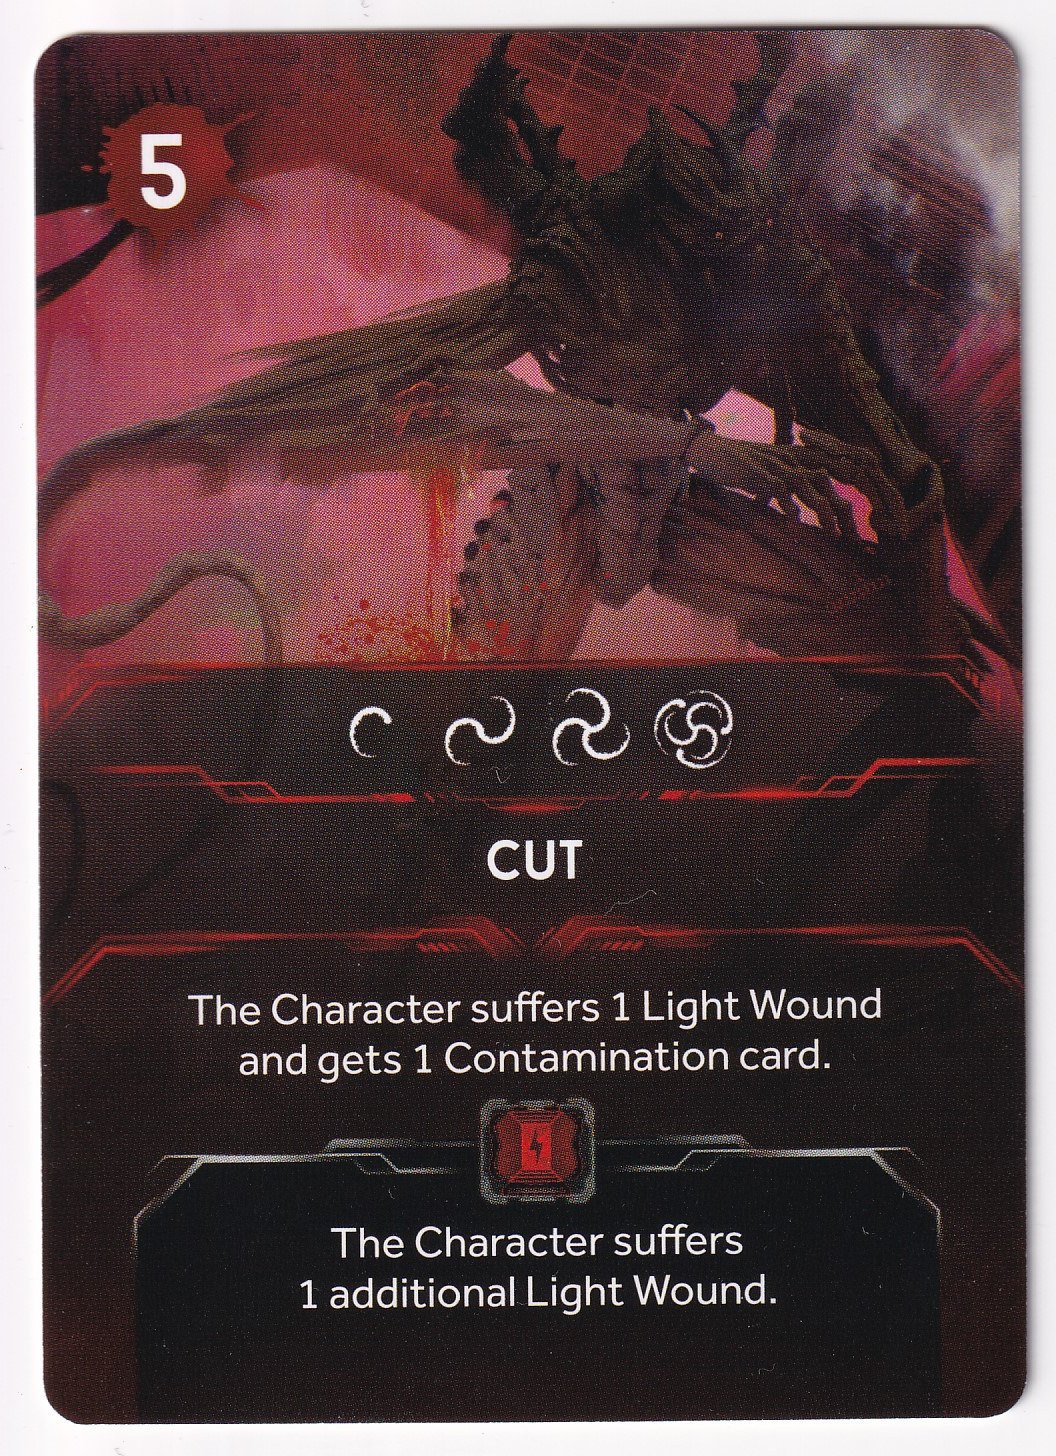 5
CUT
The Character suffers 1 Light Wound
and gets 1 Contamination card.
The Character suffers
1 additional Light Wound.